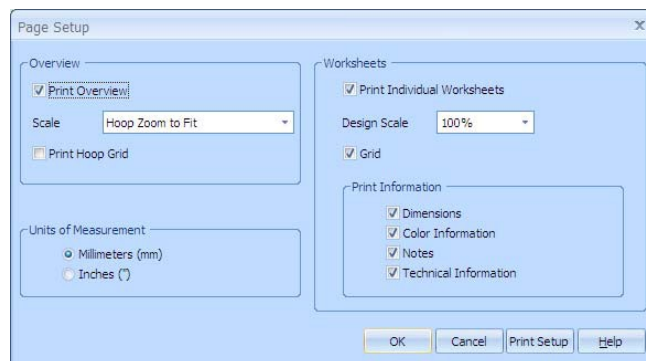 Page Setup
x
Overview
Print Overview
Scale
Hoop Zoom to Fit
Print Hoop Grid
Units of Measurement
Millimeters (mm)
Inches (")
Worksheets
Print Individual Worksheets
Design Scale
100%
Grid
Print Information
Dimensions
Color Information
Notes
Technical Information
OK
Cancel
Print Setup
Help